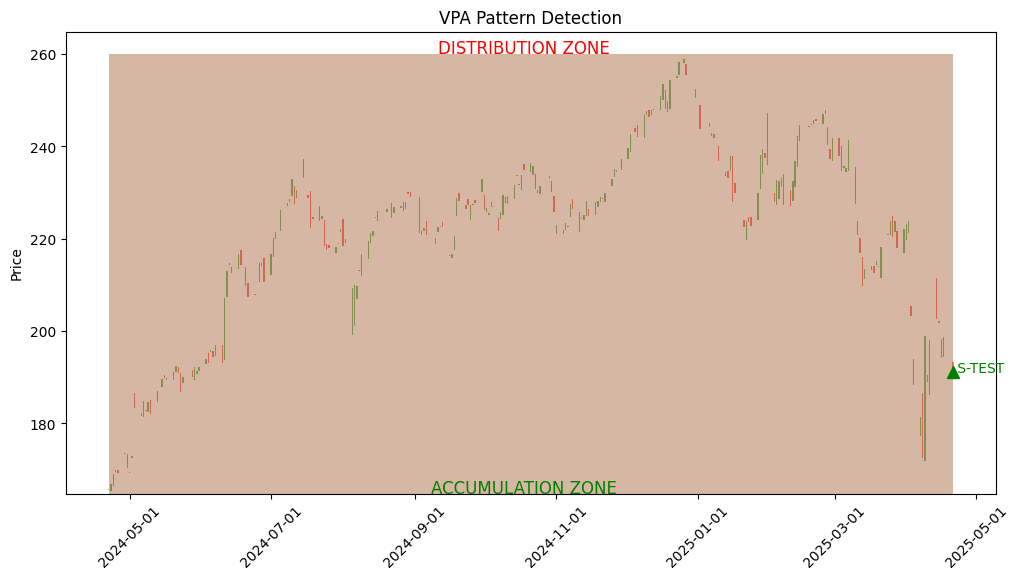 VPA Pattern Detection
DISTRIBUTION ZONE
260
240
220
200
180
Price
S-TEST
ACCUMULATION ZONE
2024-05-01
2024-07-01
2024-09-01
2024-11-01
2025-01-01
2025-03-01
2025-05-01